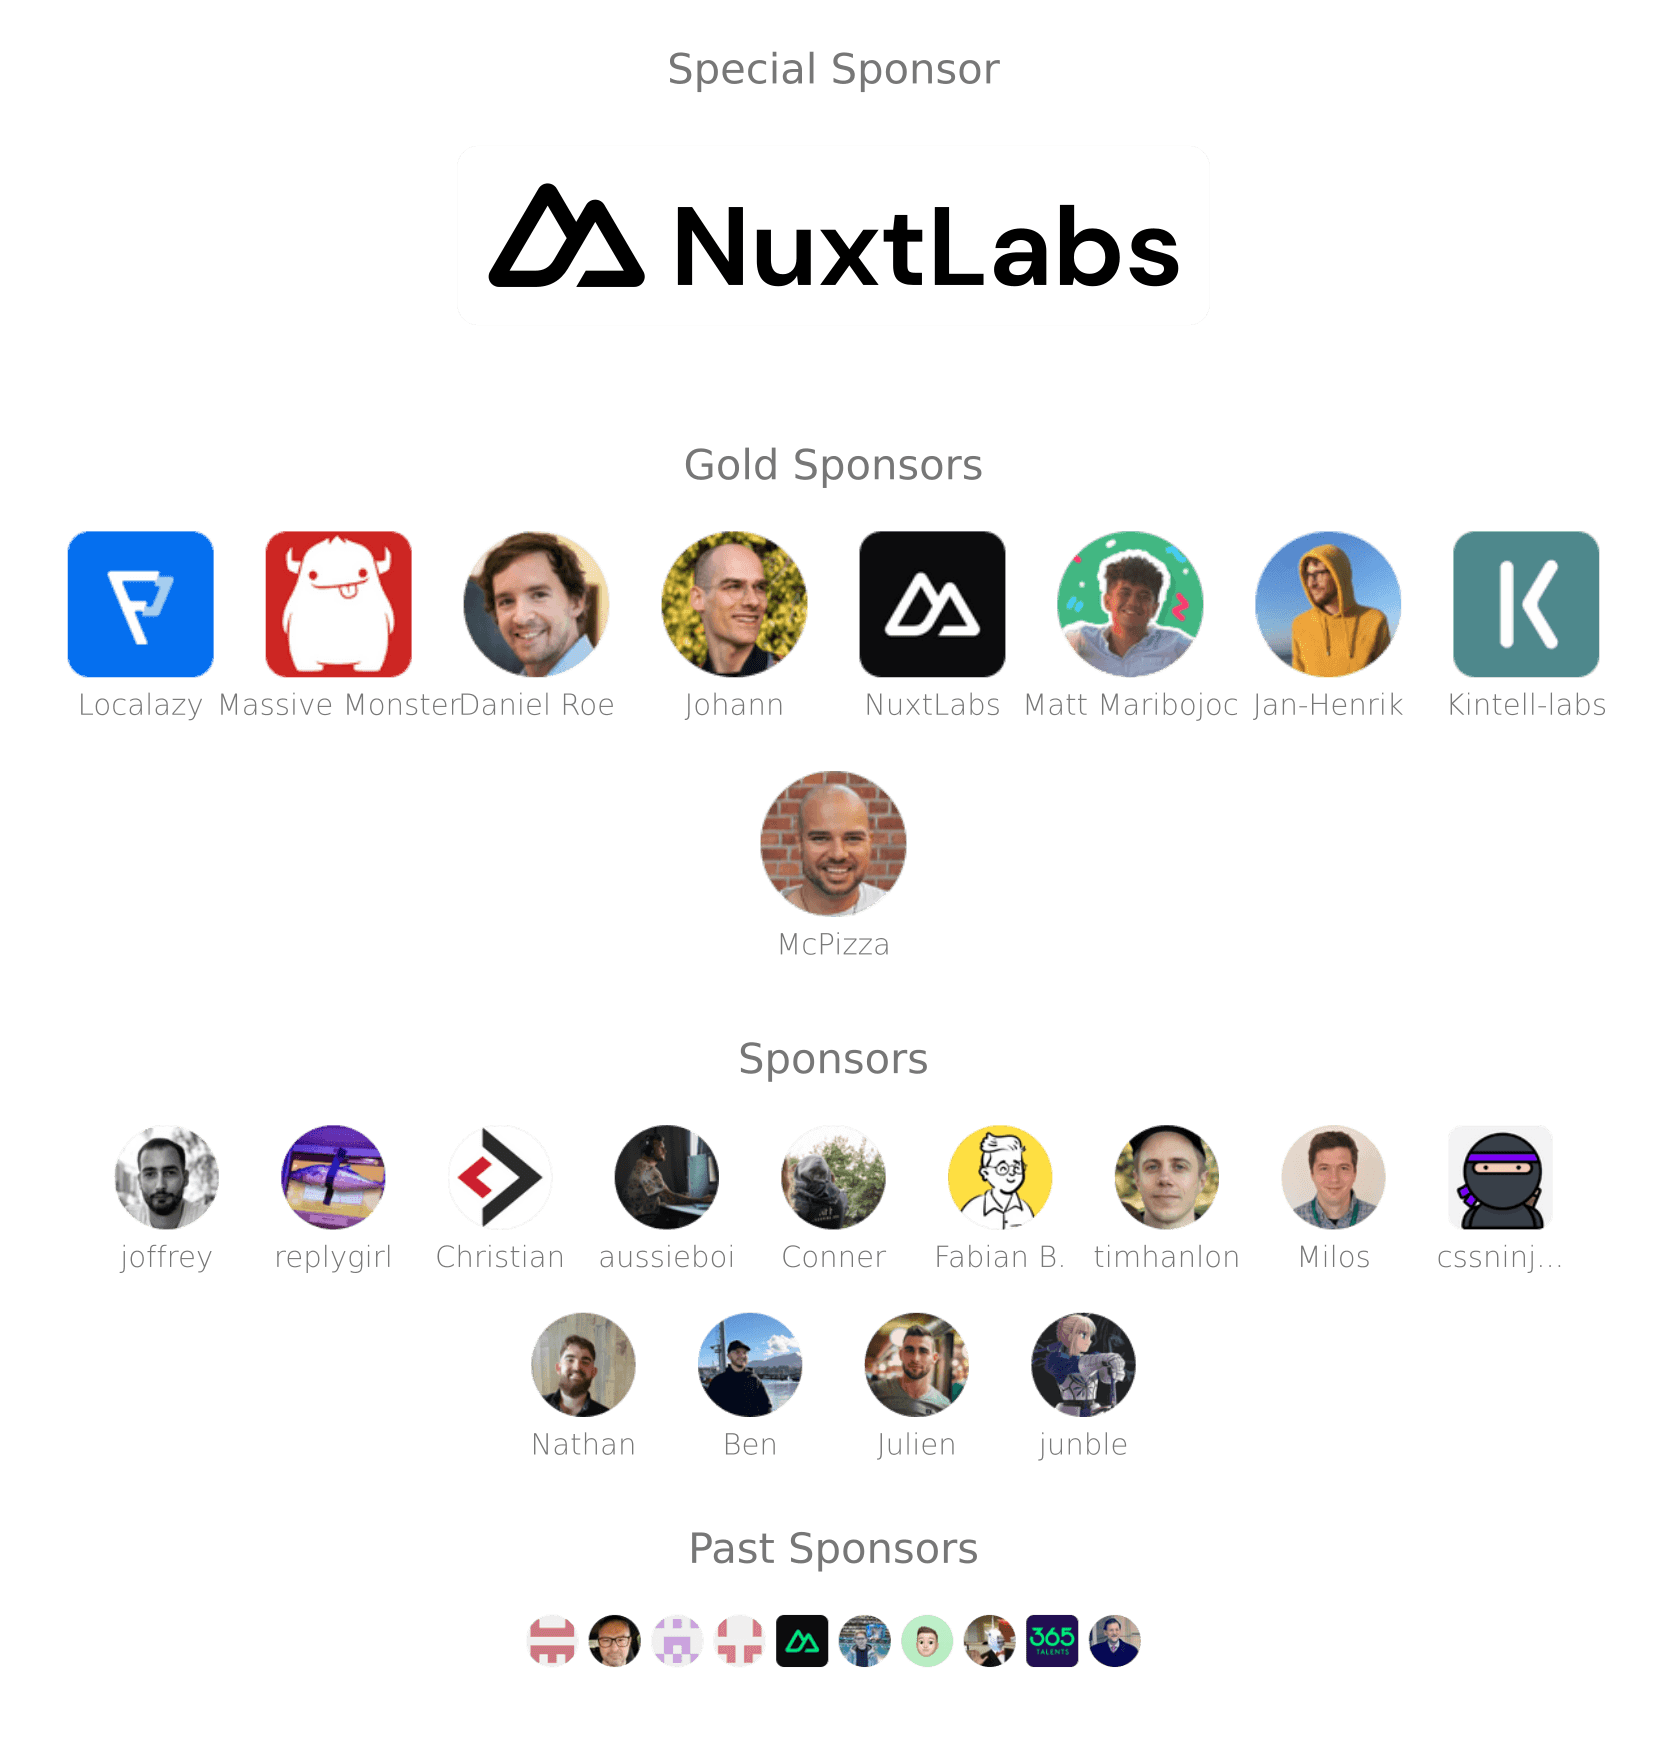 Special Sponsor
NuxtLabs
Gold Sponsors
Localazy Massive Monster Daniel Roe Johann NuxtLabs Matt Maribojoc Jan-Henrik Kintell-labs
McPizza
Sponsors
joffrey replygirl Christian aussieboi Conner Fabian B. timhanlon Milos cssninj...
Nathan Ben Julien junble
Past Sponsors
365
TALENTS